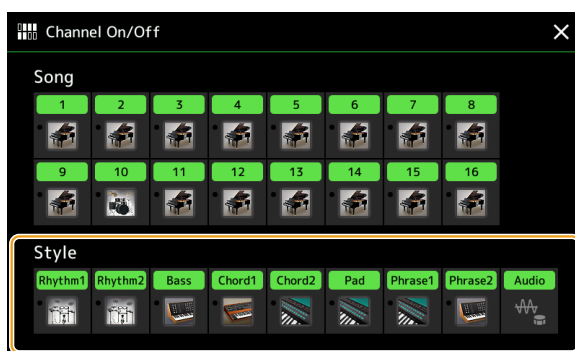 Channel On/Off
Song
1 2 3 4 5 6 7 8
9 10 11 12 13 14 15 16
Style
Rhythm1 Rhythm2 Bass Chord1 Chord2 Pad Phrase1 Phrase2 Audio